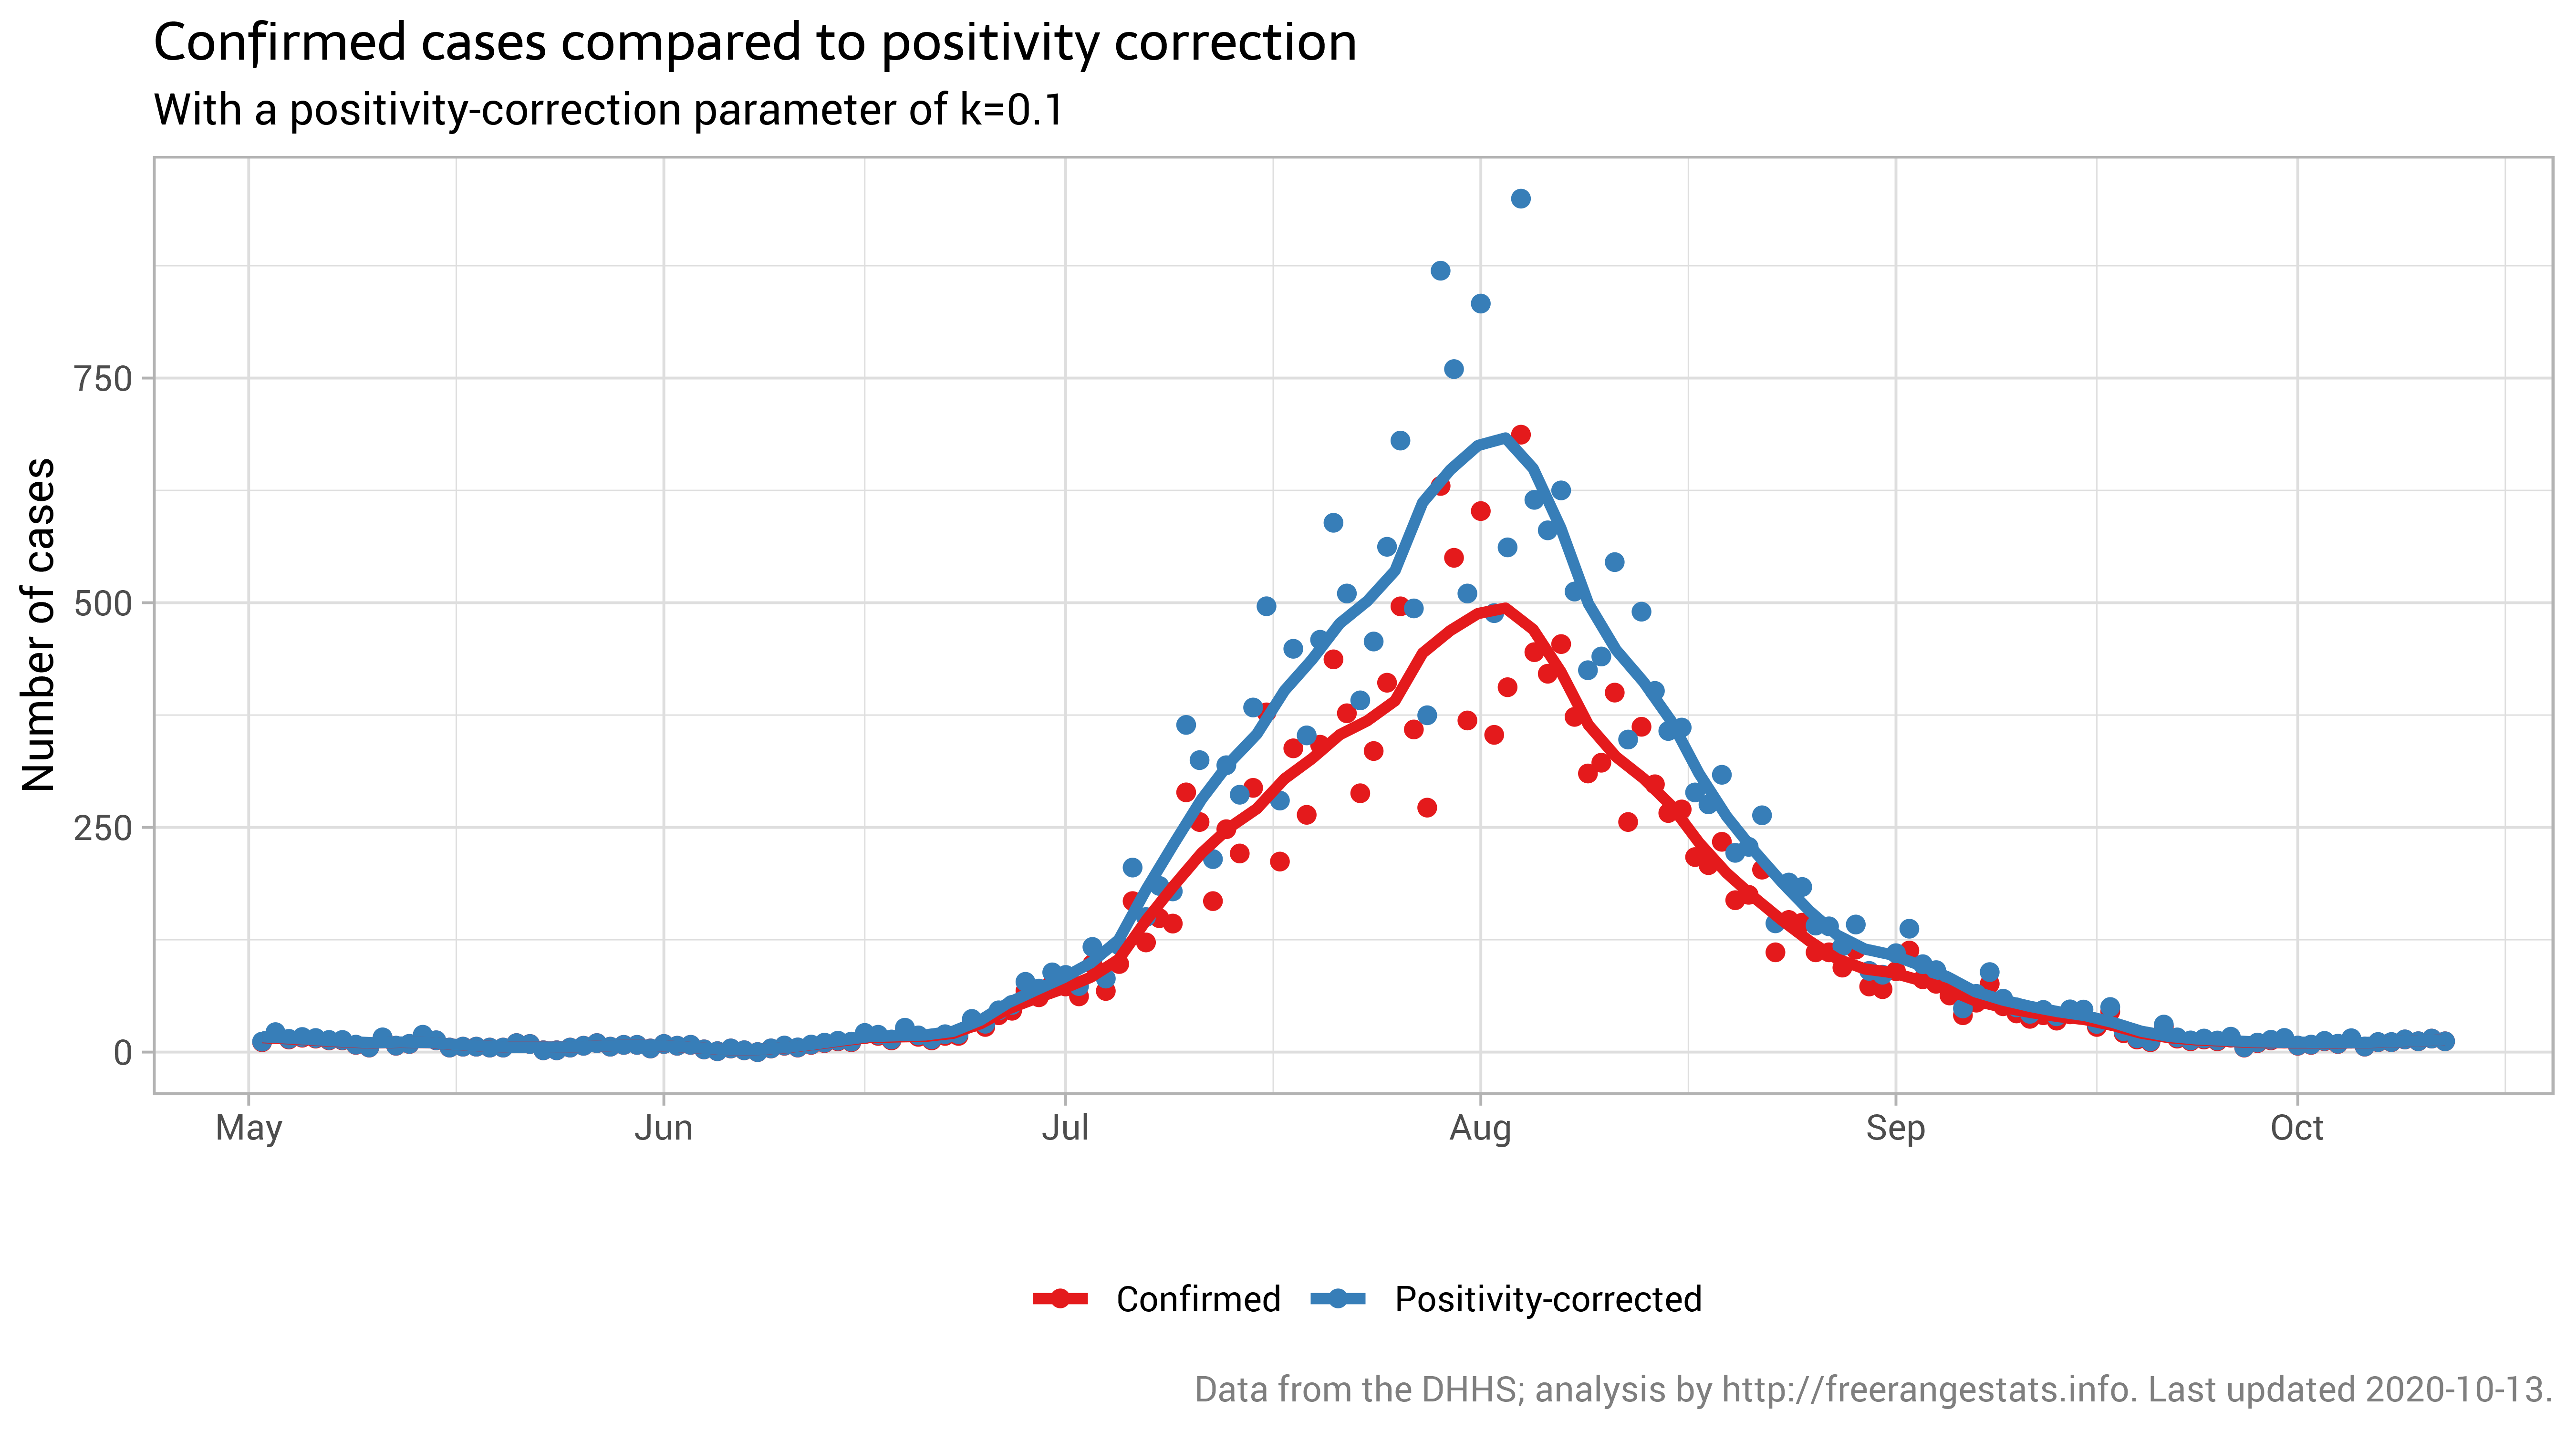 Confirmed cases compared to positivity correction
With a positivity-correction parameter of k=0.1
Number of cases
750
500
250
0
May Jun Jul Aug Sep Oct
Confirmed Positivity-corrected
Data from the DHHS; analysis by http://freerangestats.info. Last updated 2020-10-13.